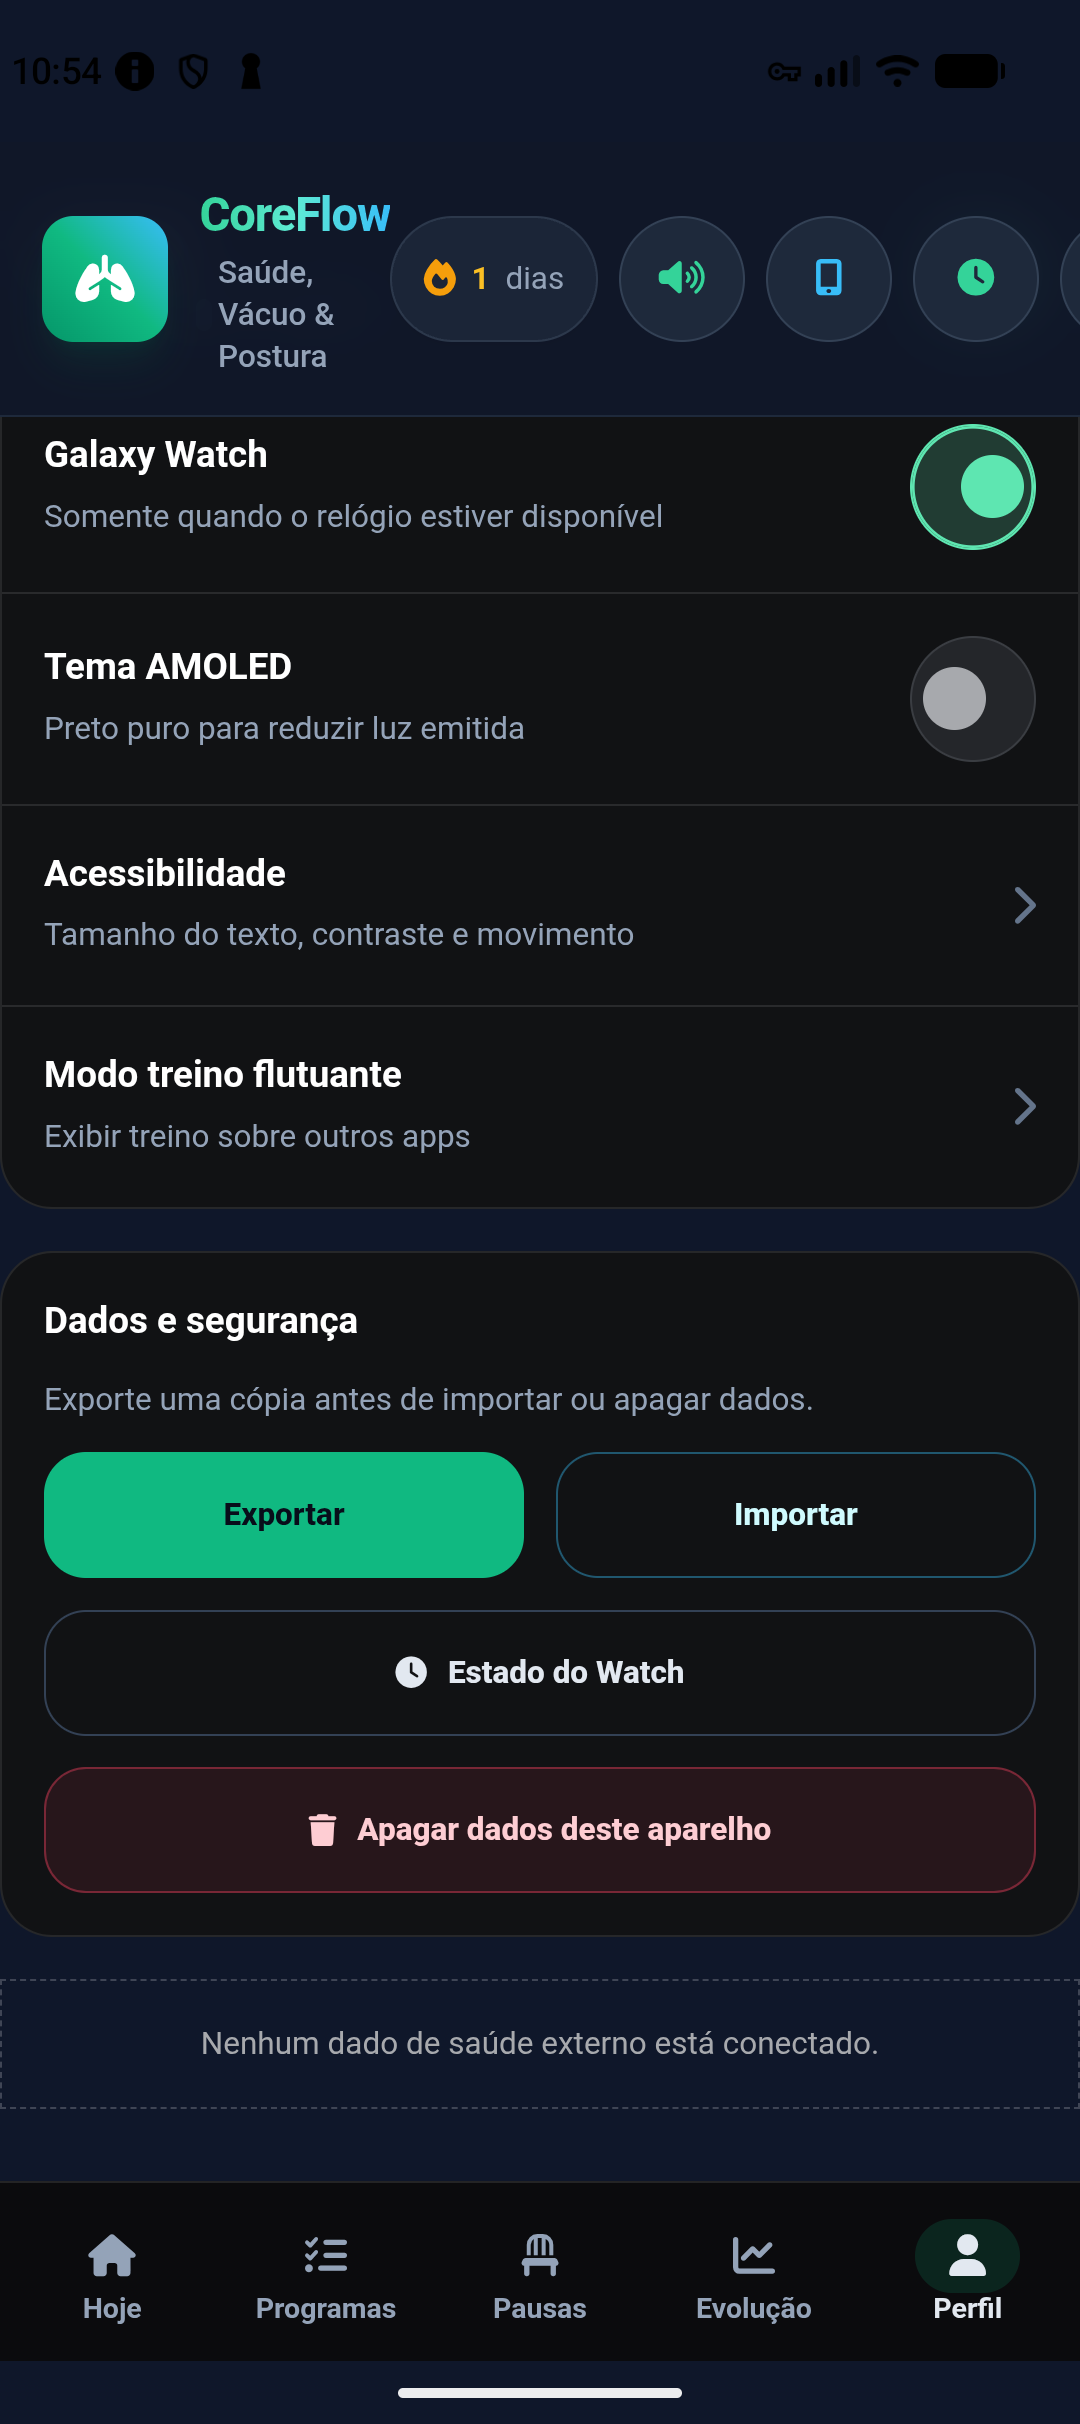 10:54
CoreFlow
Saúde,
Vácuo &
Postura
1 dias
Galaxy Watch
Somente quando o relógio estiver disponível
Tema AMOLED
Preto puro para reduzir luz emitida
Acessibilidade
Tamanho do texto, contraste e movimento
Modo treino flutuante
Exibir treino sobre outros apps
Dados e segurança
Exporte uma cópia antes de importar ou apagar dados.
Exportar
Importar
Estado do Watch
Apagar dados deste aparelho
Nenhum dado de saúde externo está conectado.
Hoje
Programas
Pausas
Evolução
Perfil